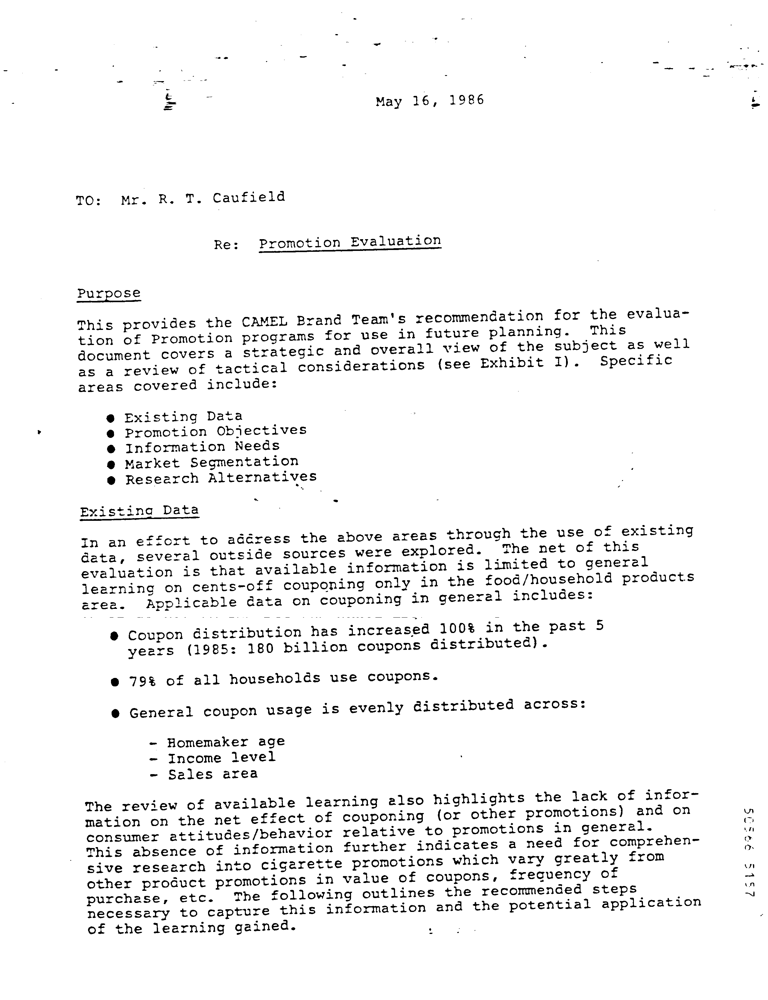 May 16, 1986
TO: Mr. R. T. Caufield
Re: Promotion Evaluation
Purpose
This provides the CAMEL Brand Team's recommendation for the evalua-
tion of Promotion programs for use in future planning. This
document covers a strategic and overall view of the subject as well
as a review of tactical considerations (see Exhibit I). Specific
areas covered include:
● Existing Data
● Promotion Objectives
● Information Needs
● Market Segmentation
● Research Alternatives
Existing Data
In an effort to address the above areas through the use of existing
data, several outside sources were explored. The net of this
evaluation is that available information is limited to general
learning on cents-off couponing only in the food/household products
area. Applicable data on couponing in general includes:
● Coupon distribution has increased 100% in the past 5
years (1985: 180 billion coupons distributed).
● 79% of all households use coupons.
● General coupon usage is evenly distributed across:
- Homemaker age
- Income level
- Sales area
The review of available learning also highlights the lack of infor-
mation on the net effect of couponing (or other promotions) and on
consumer attitudes/behavior relative to promotions in general.
This absence of information further indicates a need for comprehen-
sive research into cigarette promotions which vary greatly from
other product promotions in value of coupons, frequency of
purchase, etc. The following outlines the recommended steps
necessary to capture this information and the potential application
of the learning gained.
5157